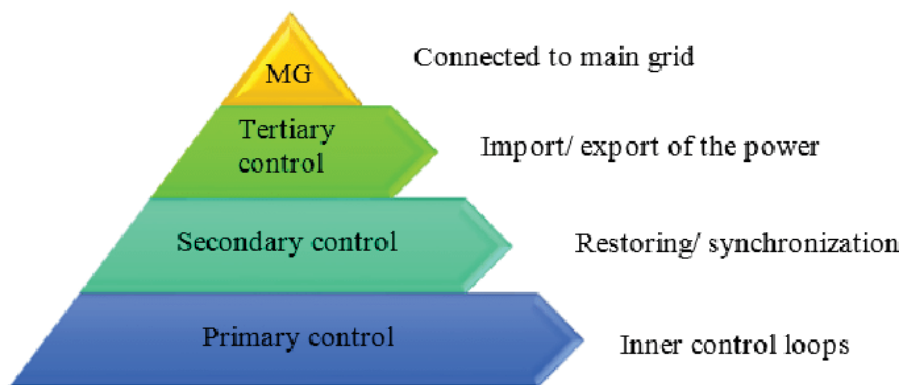 MG
Connected to main grid
Tertiary
control
Import/ export of the power
Secondary control
Restoring/ synchronization
Primary control
Inner control loops